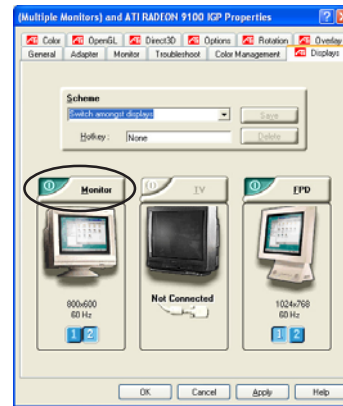 (Multiple Monitors) and ATI RADEON 9100 IGP Properties
Color OpenGL Direct3D Options Rotation Overlay
General Adapter Monitor Troubleshoot Color Management Displays
Scheme
Switch amongst displays
Save
Hotkey: None
Delete
Monitor TV FPD
Not Connected
800x600 1024x768
60 Hz 60 Hz
1 2 1 2
OK Cancel Apply Help